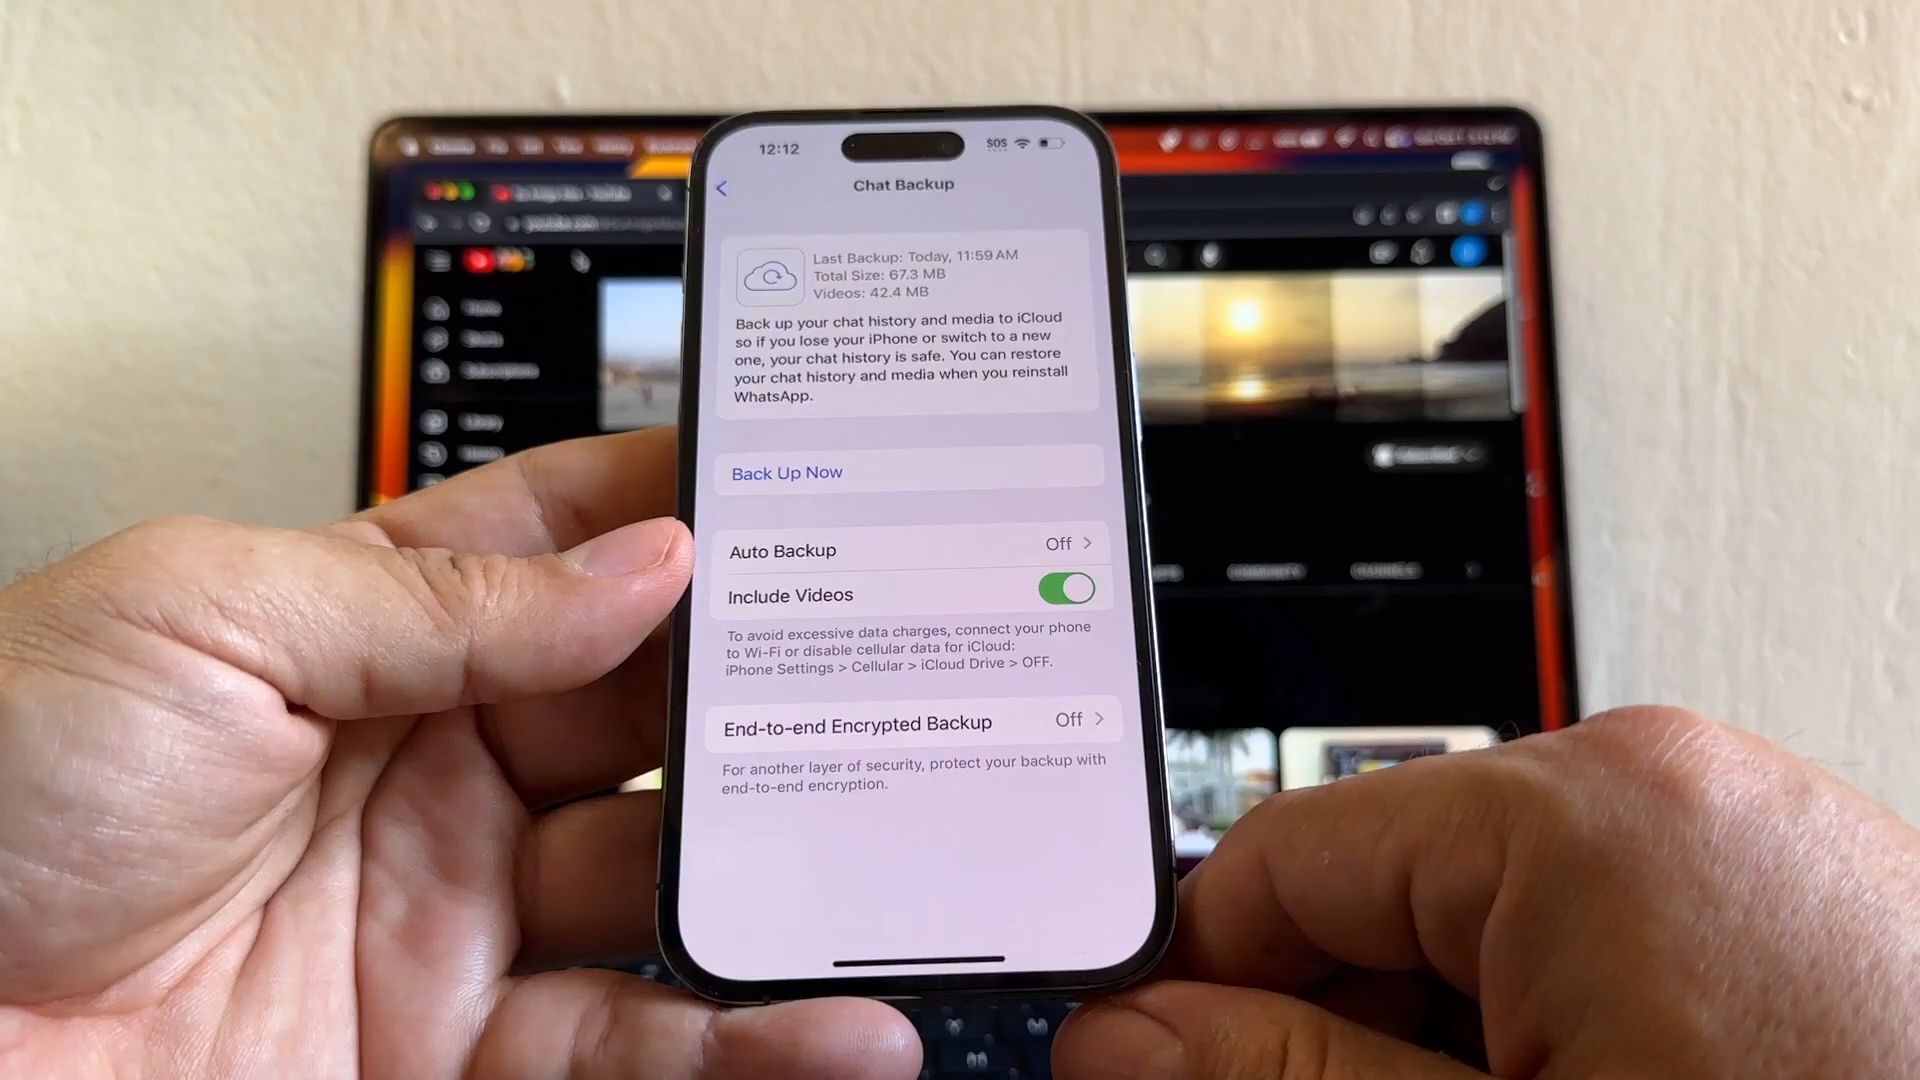 12:12
SOS
Chat Backup
Last Backup: Today, 11:59 AM
Total Size: 67.3 MB
Videos: 42.4 MB
Back up your chat history and media to iCloud
so if you lose your iPhone or switch to a new
one, your chat history is safe. You can restore
your chat history and media when you reinstall
WhatsApp.
Back Up Now
Auto Backup
Off
Include Videos
To avoid excessive data charges, connect your phone
to Wi-Fi or disable cellular data for iCloud:
iPhone Settings > Cellular > iCloud Drive > OFF.
End-to-end Encrypted Backup
Off
For another layer of security, protect your backup with
end-to-end encryption.